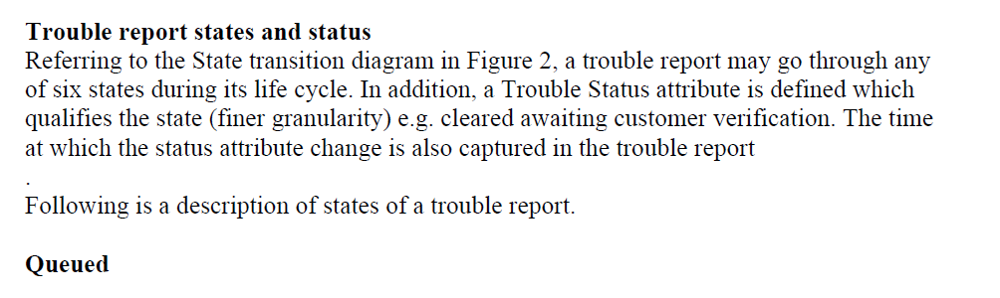 Trouble report states and status
Referring to the State transition diagram in Figure 2, a trouble report may go through any
of six states during its life cycle. In addition, a Trouble Status attribute is defined which
qualifies the state (finer granularity) e.g. cleared awaiting customer verification. The time
at which the status attribute change is also captured in the trouble report
.
Following is a description of states of a trouble report.
Queued